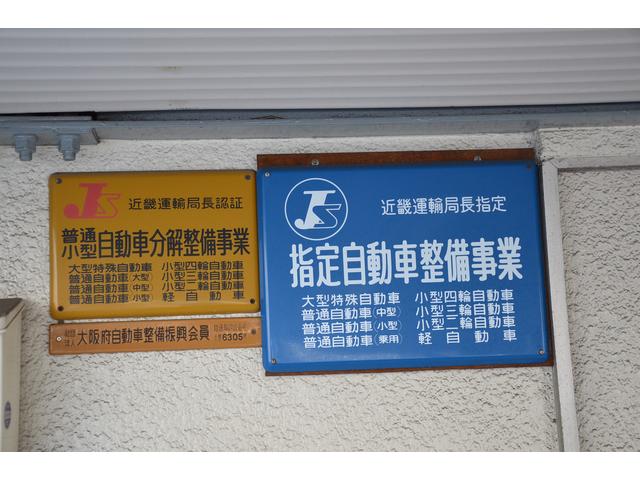 JS 近畿運輸局長認証
普通
小型 自動車分解整備事業
大型特殊自動車 小型四輪自動車
普通自動車(大型) 小型三輪自動車
普通自動車(中型) 小型二輪自動車
普通自動車(小型) 軽自動車
大阪府自動車整備振興会員 6305
JS 近畿運輸局長指定
指定自動車整備事業
大型特殊自動車 小型四輪自動車
普通自動車(中型) 小型三輪自動車
普通自動車(小型) 小型二輪自動車
普通自動車(乗用) 軽自動車